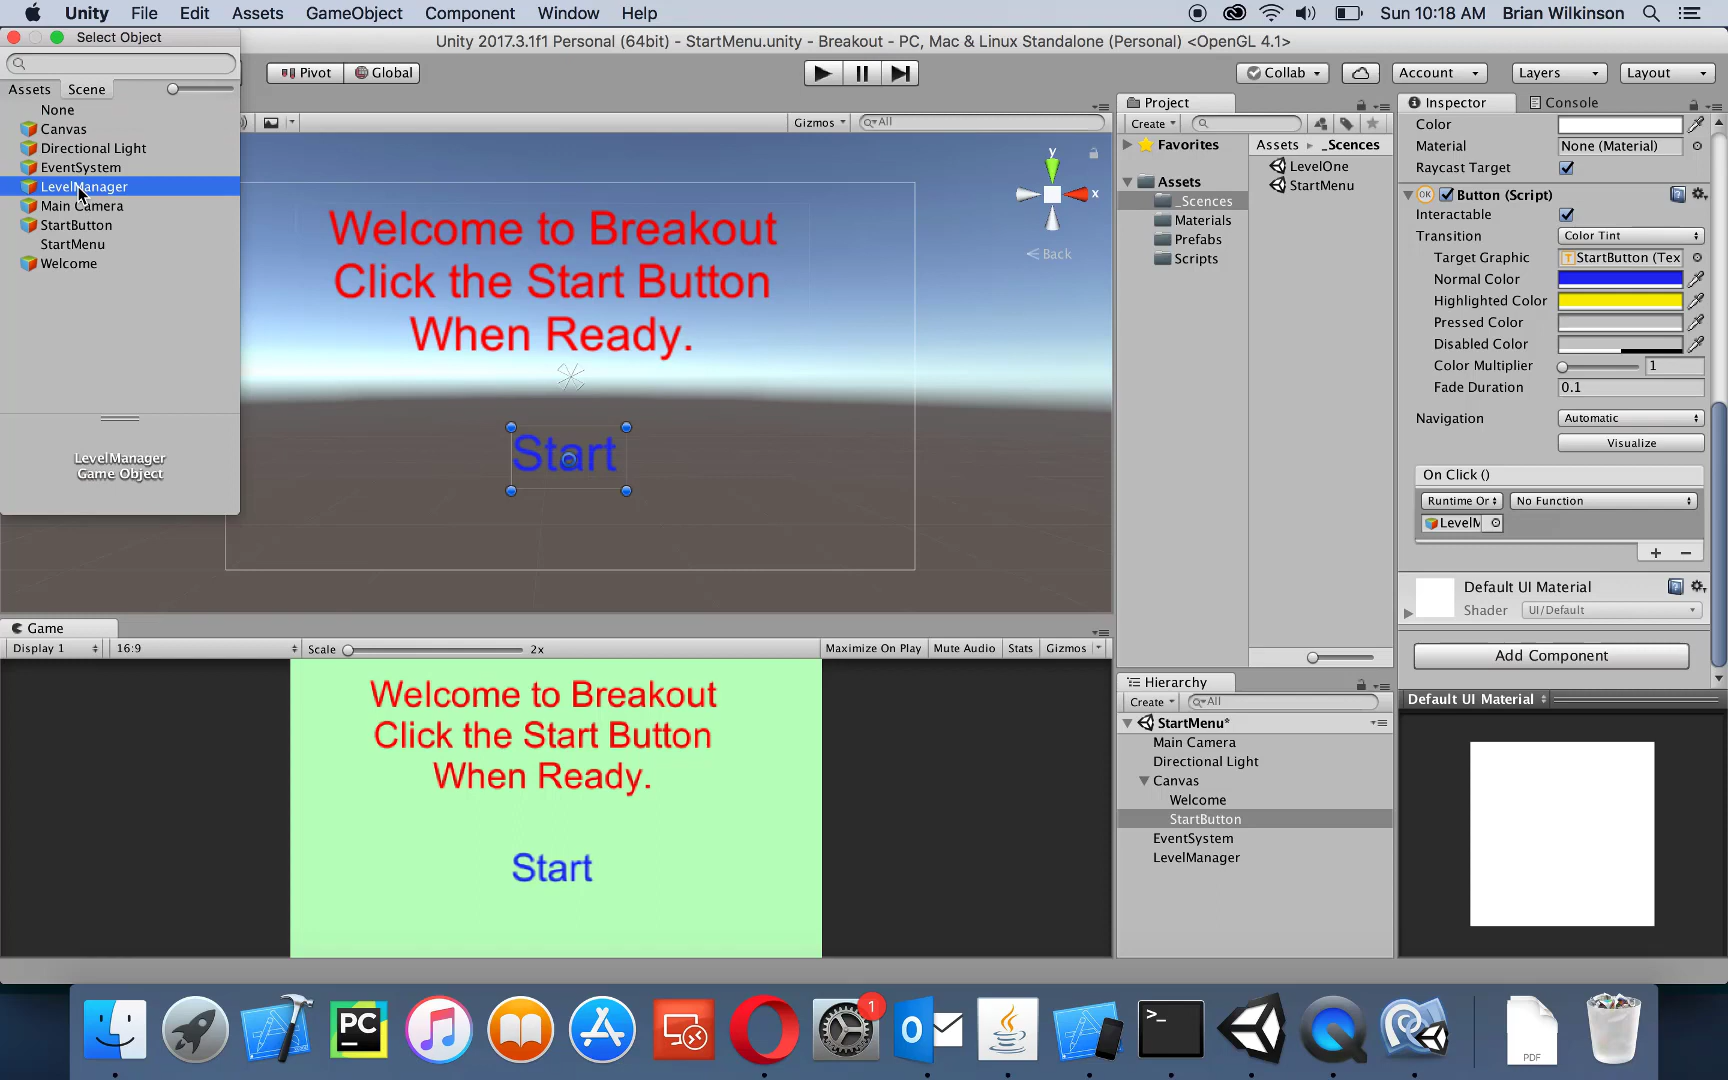 Unity File Edit Assets GameObject Component Window Help
Sun 10:18 AM Brian Wilkinson
Select Object
Unity 2017.3.1f1 Personal (64bit) - StartMenu.unity - Breakout - PC, Mac & Linux Standalone (Personal) <OpenGL 4.1>
Pivot Global
Collab Account Layers Layout
Assets Scene
None
Canvas
Directional Light
EventSystem
LevelManager
Main Camera
StartButton
StartMenu
Welcome
LevelManager
Game Object
Gizmos All
y
x
Back
Welcome to Breakout
Click the Start Button
When Ready.
Start
Game
Display 1 16:9 Scale 2x Maximize On Play Mute Audio Stats Gizmos
Welcome to Breakout
Click the Start Button
When Ready.
Start
Project
Create
Favorites
Assets
_Scences
Materials
Prefabs
Scripts
Assets _Scences
LevelOne
StartMenu
Hierarchy
Create All
StartMenu*
Main Camera
Directional Light
Canvas
Welcome
StartButton
EventSystem
LevelManager
Inspector Console
Color
Material None (Material)
Raycast Target
OK Button (Script)
Interactable
Transition Color Tint
Target Graphic StartButton (Tex
Normal Color
Highlighted Color
Pressed Color
Disabled Color
Color Multiplier 1
Fade Duration 0.1
Navigation Automatic
Visualize
On Click ()
Runtime Or No Function
LevelM
+ −
Default UI Material
Shader UI/Default
Add Component
Default UI Material
PC
1
O
>_
PDF